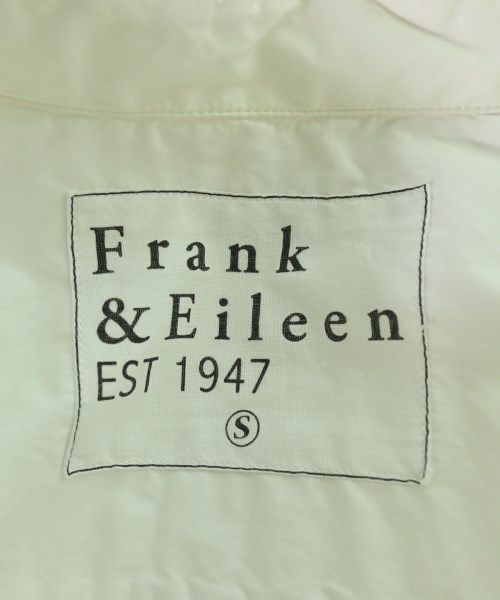 Frank
&Eileen
EST 1947
S